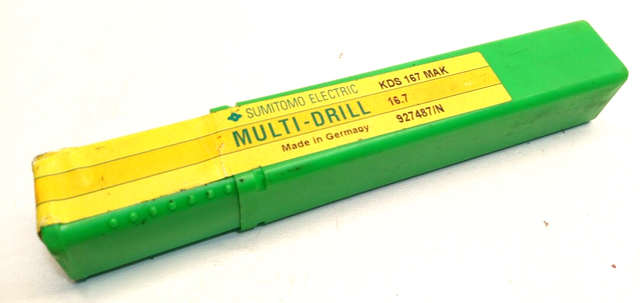 SUMITOMO ELECTRIC
MULTI-DRILL
Made in Germany
KDS 167 MAK
16.7
927487/N